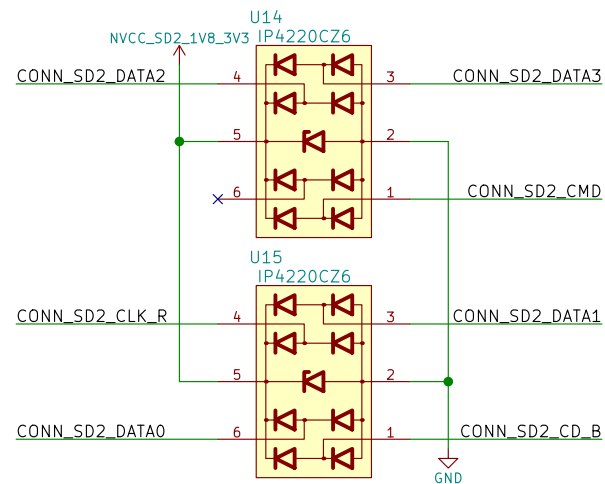 U14
NVCC_SD2_1V8_3V3
IP4220CZ6
CONN_SD2_DATA2
4
3
CONN_SD2_DATA3
5
2
6
1
CONN_SD2_CMD
U15
IP4220CZ6
CONN_SD2_CLK_R
4
3
CONN_SD2_DATA1
5
2
CONN_SD2_DATA0
6
1
CONN_SD2_CD_B
GND